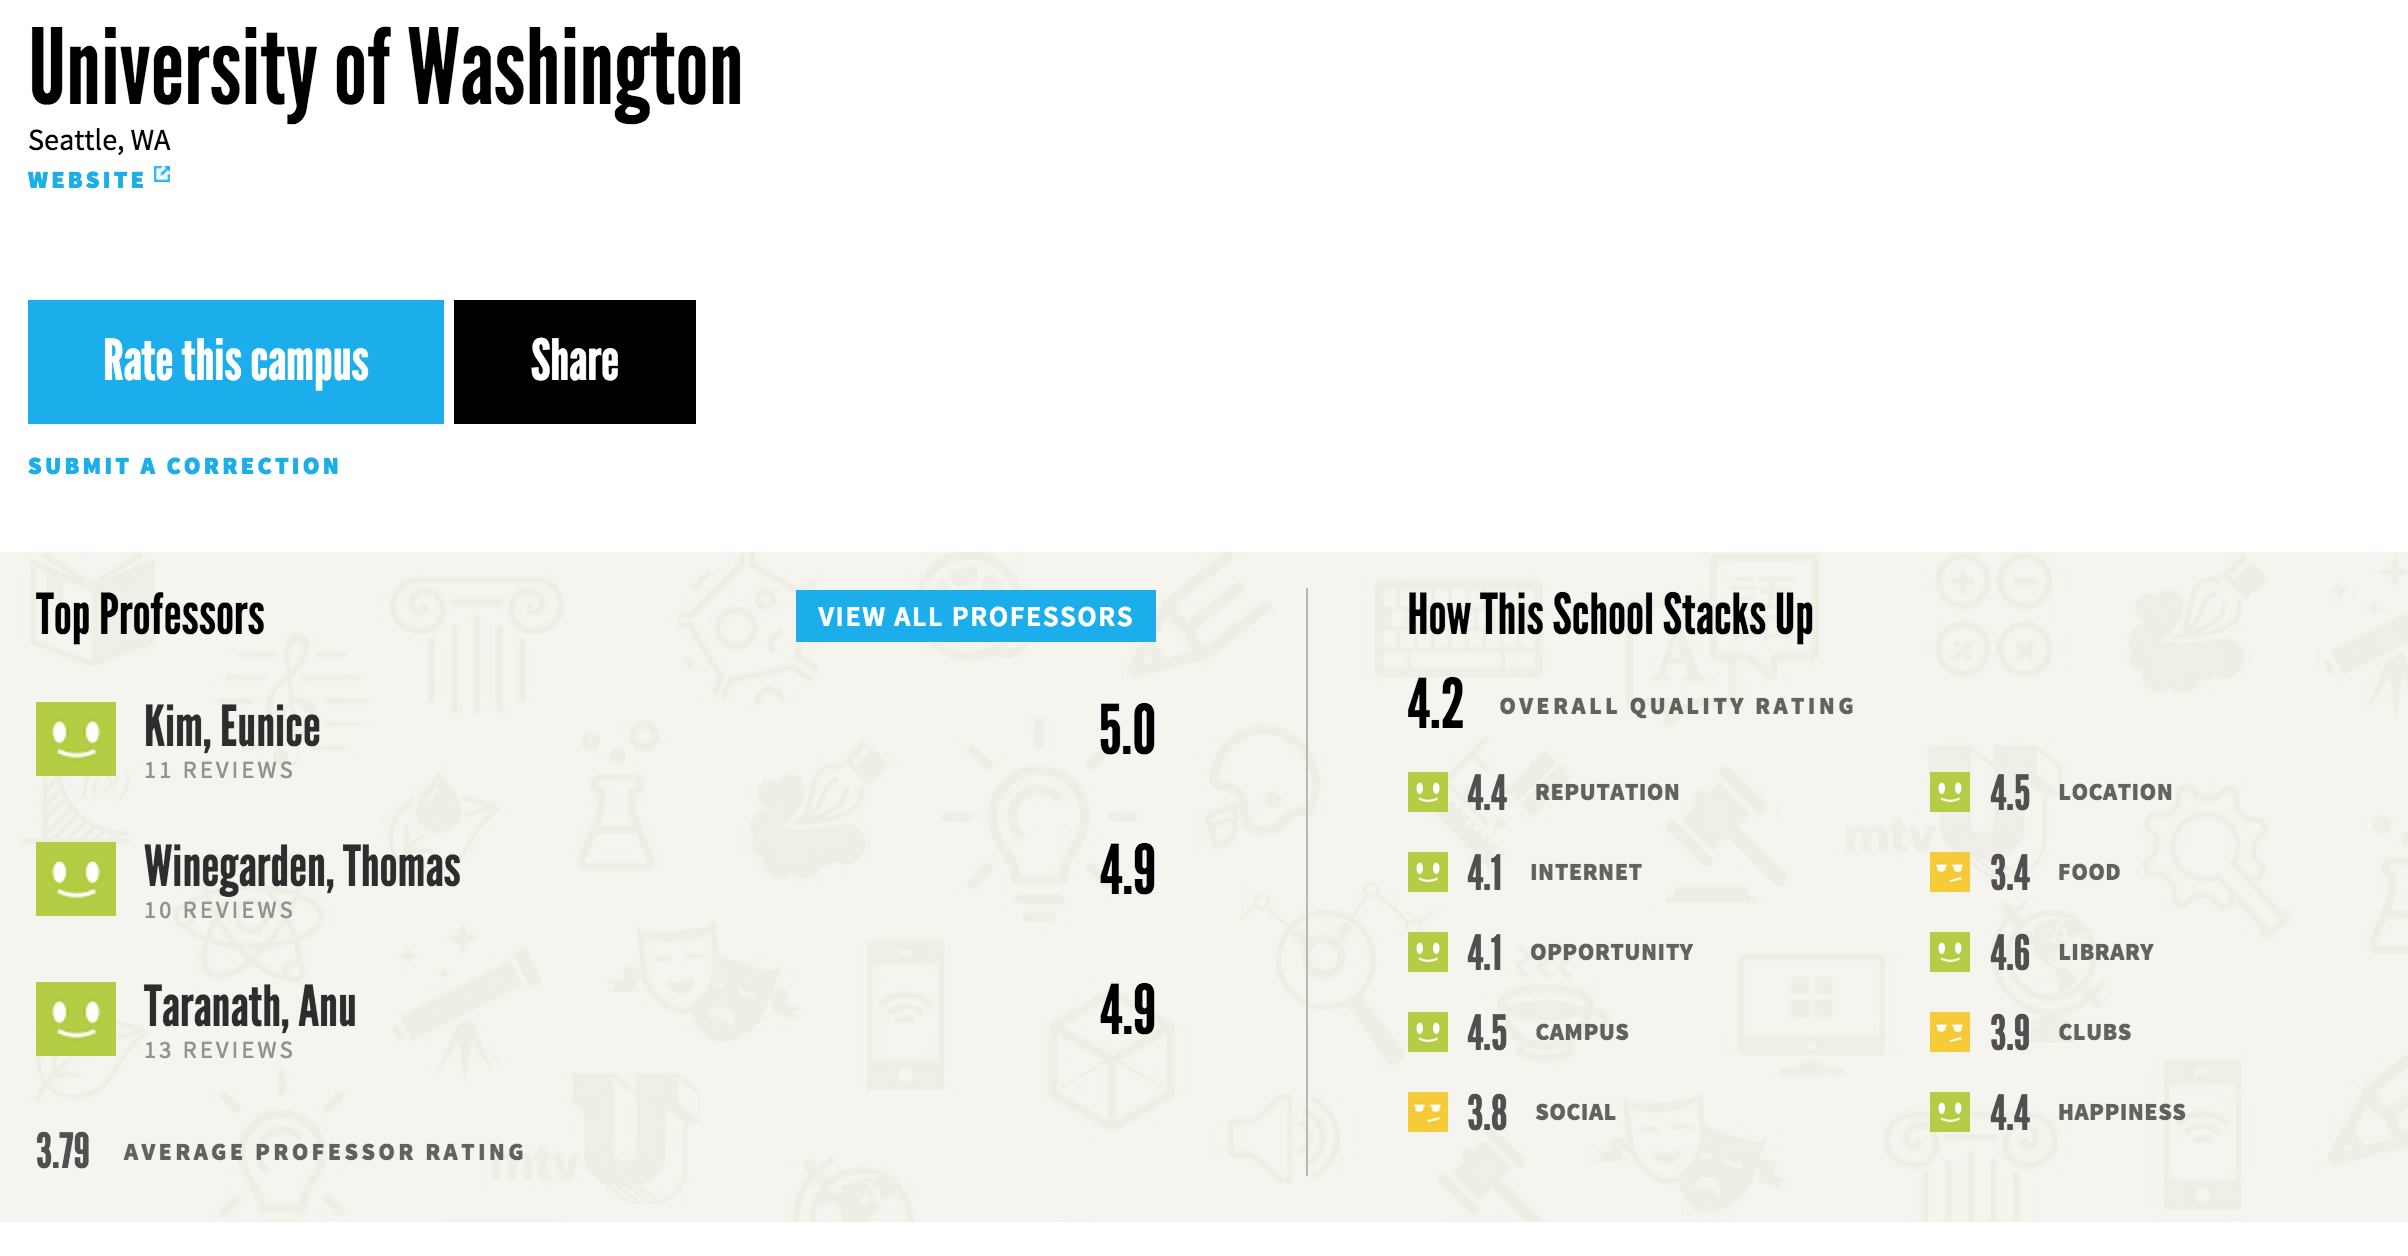 University of Washington
Seattle, WA
WEBSITE
Rate this campus
Share
SUBMIT A CORRECTION
Top Professors
VIEW ALL PROFESSORS
Kim, Eunice
11 REVIEWS
5.0
Winegarden, Thomas
10 REVIEWS
4.9
Taranath, Anu
13 REVIEWS
4.9
3.79 AVERAGE PROFESSOR RATING
How This School Stacks Up
4.2 OVERALL QUALITY RATING
4.4 REPUTATION
4.5 LOCATION
4.1 INTERNET
3.4 FOOD
4.1 OPPORTUNITY
4.6 LIBRARY
4.5 CAMPUS
3.9 CLUBS
3.8 SOCIAL
4.4 HAPPINESS
mtvU
mtvU
f(x)
A